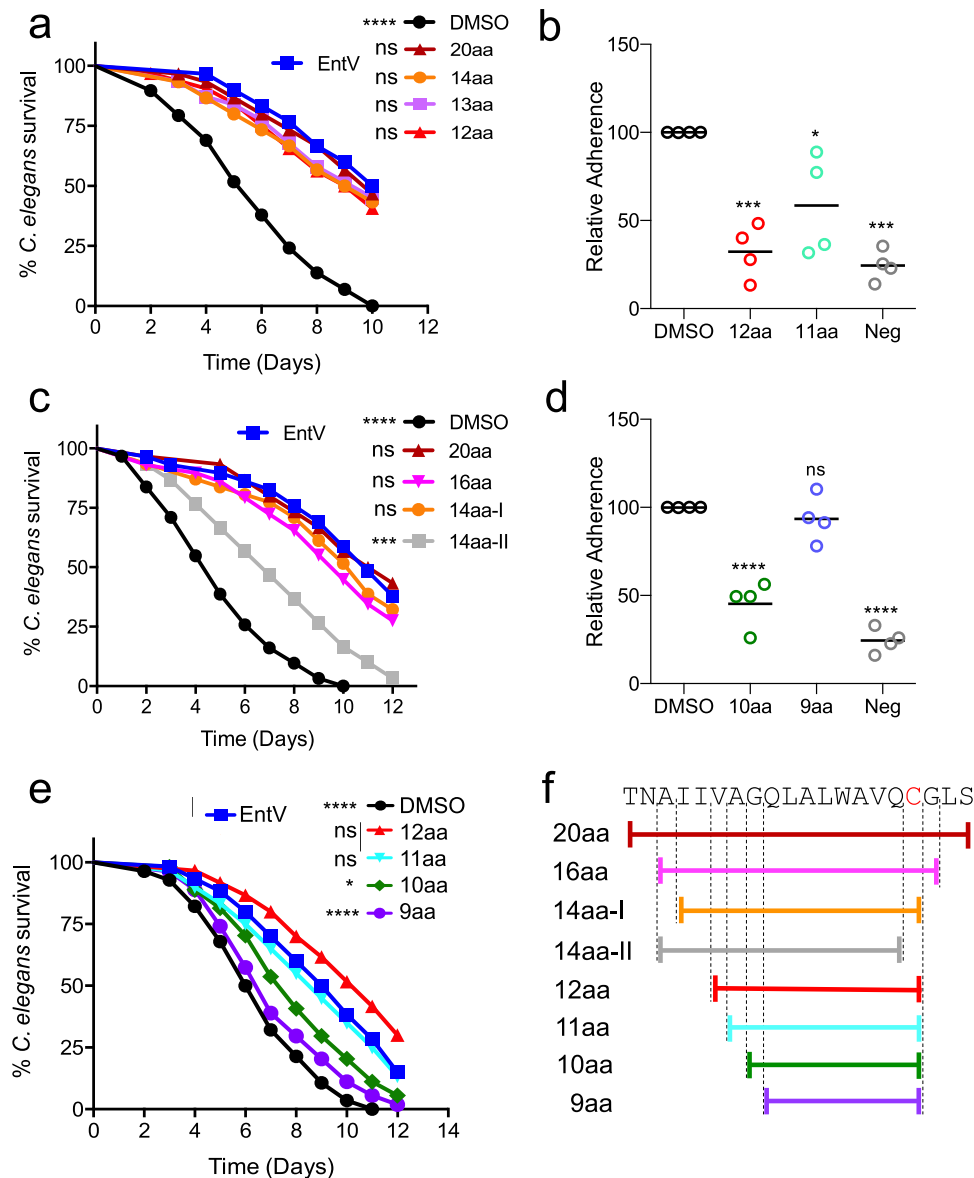 a
% C. elegans survival
100
75
50
25
0
0 2 4 6 8 10 12
Time (Days)
EntV
**** DMSO
ns 20aa
ns 14aa
ns 13aa
ns 12aa
b
Relative Adherence
150
100
50
0
***
*
***
DMSO 12aa 11aa Neg
c
% C. elegans survival
100
75
50
25
0
0 2 4 6 8 10 12
Time (Days)
EntV
**** DMSO
ns 20aa
ns 16aa
ns 14aa-I
*** 14aa-II
d
Relative Adherence
150
100
50
0
****
ns
****
DMSO 10aa 9aa Neg
e
% C. elegans survival
100
75
50
25
0
0 2 4 6 8 10 12 14
Time (Days)
EntV
**** DMSO
ns 12aa
ns 11aa
* 10aa
**** 9aa
f
TNAIIVAGQLALWAVQCGLS
20aa
16aa
14aa-I
14aa-II
12aa
11aa
10aa
9aa